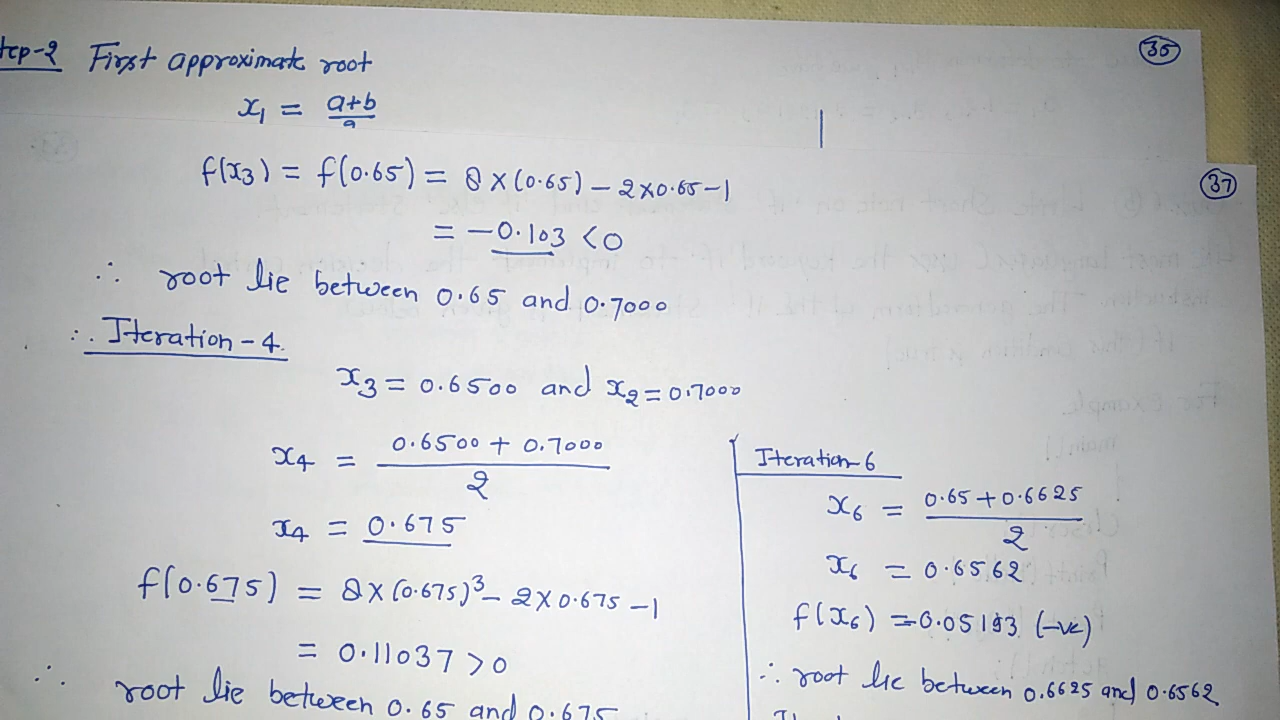 tep-2 First approximate root
35
x₁ = a+b/2
37
f(x₃) = f(0.65) = 8×(0.65) – 2×0.65–1
= –0.103 <0
∴ root lie between 0.65 and 0.7000
∴ Iteration-4.
x₃ = 0.6500 and x₂ = 0.7000
x₄ = 0.6500 + 0.7000 / 2
x₄ = 0.675
f(0.675) = 8×(0.675)³– 2×0.675 –1
= 0.11037 >0
∴ root lie between 0.65 and 0.675
Iteration-6
x₆ = 0.65+0.6625 / 2
x₆ = 0.6562
f(x₆) =-0.05193 (-ve)
∴ root lie between 0.6625 and 0.6562